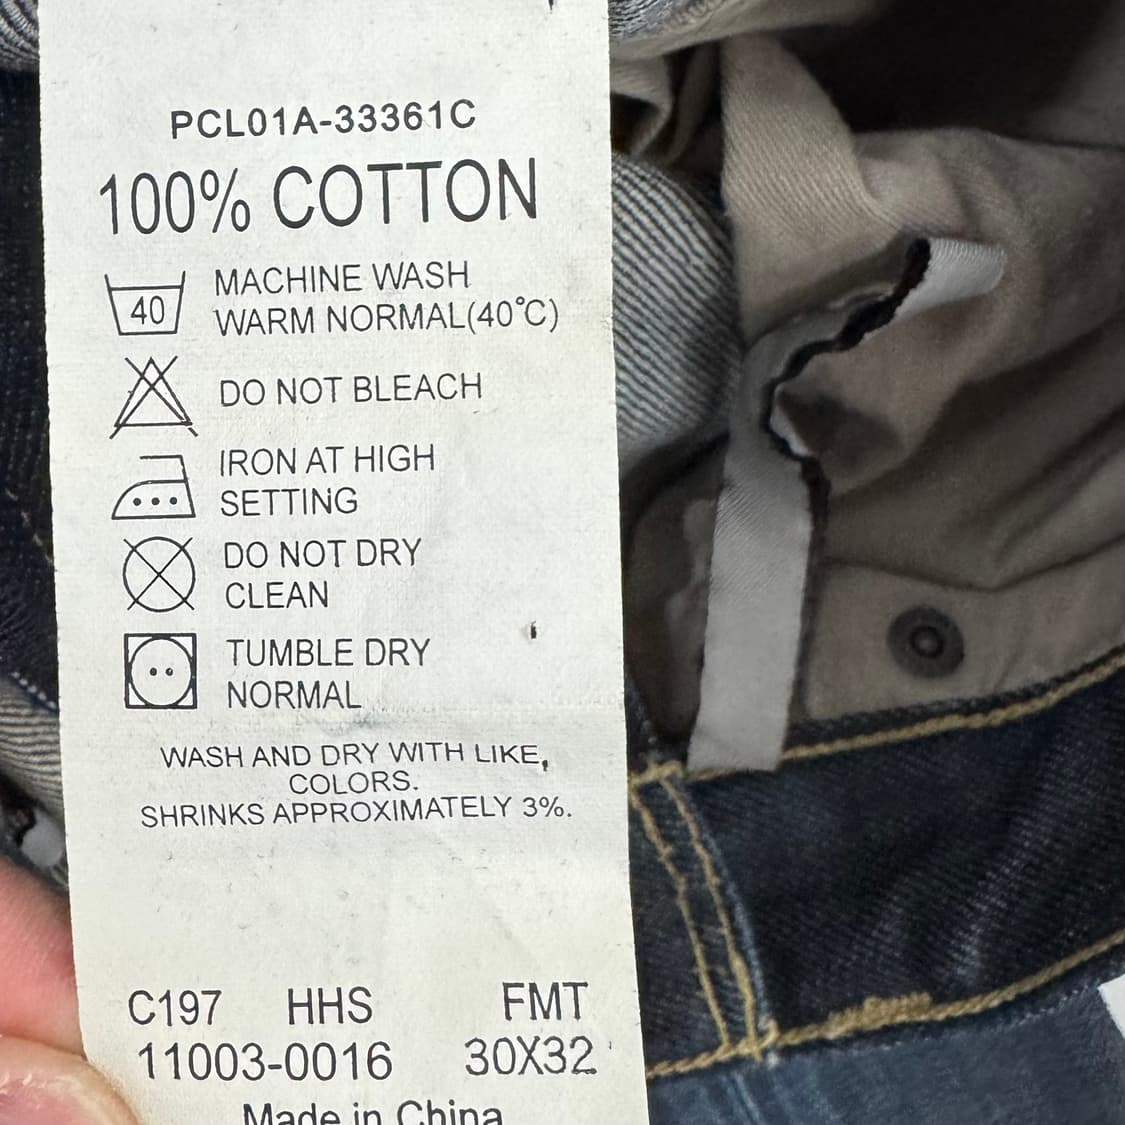 PCL01A-33361C
100% COTTON
40
MACHINE WASH
WARM NORMAL(40°C)
DO NOT BLEACH
IRON AT HIGH
SETTING
DO NOT DRY
CLEAN
TUMBLE DRY
NORMAL
WASH AND DRY WITH LIKE,
COLORS.
SHRINKS APPROXIMATELY 3%.
C197 HHS FMT
11003-0016 30X32
Made in China